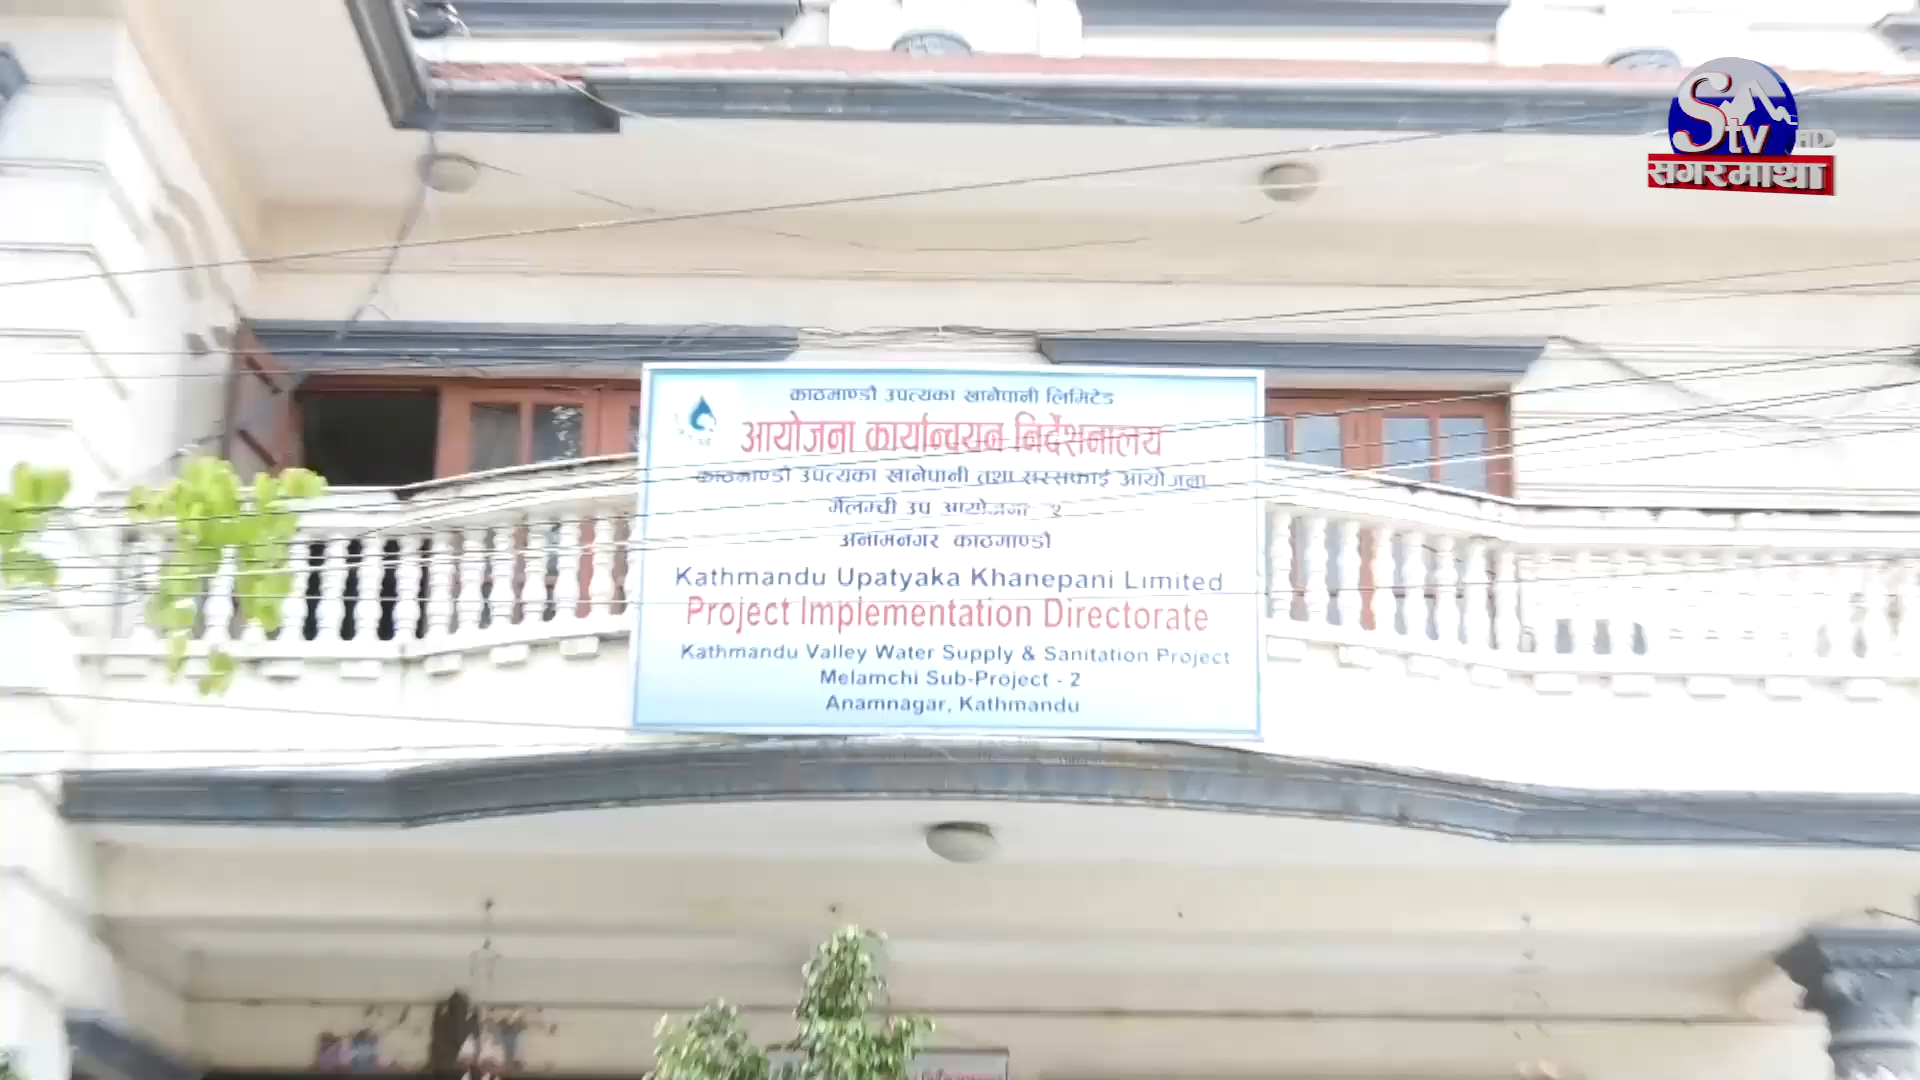 STV HD
सगरमाथा
काठमाण्डौ उपत्यका खानेपानी लिमिटेड
आयोजना कार्यान्वयन निर्देशनालय
काठमाण्डौ उपत्यका खानेपानी तथा सरसफाई आयोजना
मेलम्ची उप आयोजना २
अनामनगर काठमाण्डौ
Kathmandu Upatyaka Khanepani Limited
Project Implementation Directorate
Kathmandu Valley Water Supply & Sanitation Project
Melamchi Sub-Project - 2
Anamnagar, Kathmandu